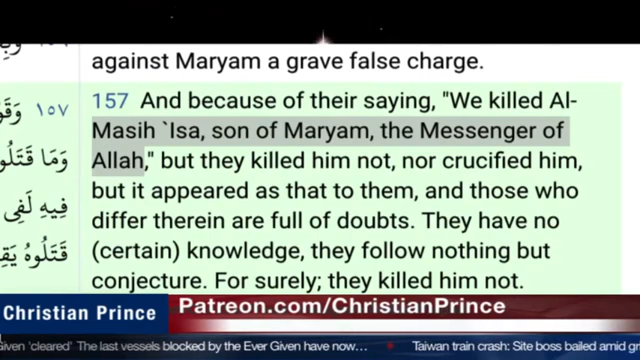 against Maryam a grave false charge.
١٥٧ وَقَو
157 And because of their saying, "We killed Al-
Masih `Isa, son of Maryam, the Messenger of
وَمَا قَتَلُو
Allah," but they killed him not, nor crucified him,
but it appeared as that to them, and those who
فِيهِ لَفِى
differ therein are full of doubts. They have no
قَتَلُوهُ يَقِ
(certain) knowledge, they follow nothing but
conjecture. For surely; they killed him not.
Christian Prince
Patreon.com/ChristianPrince
Given 'cleared' The last vessels blocked by the Ever Given have now... Taiwan train crash: Site boss bailed amid gr